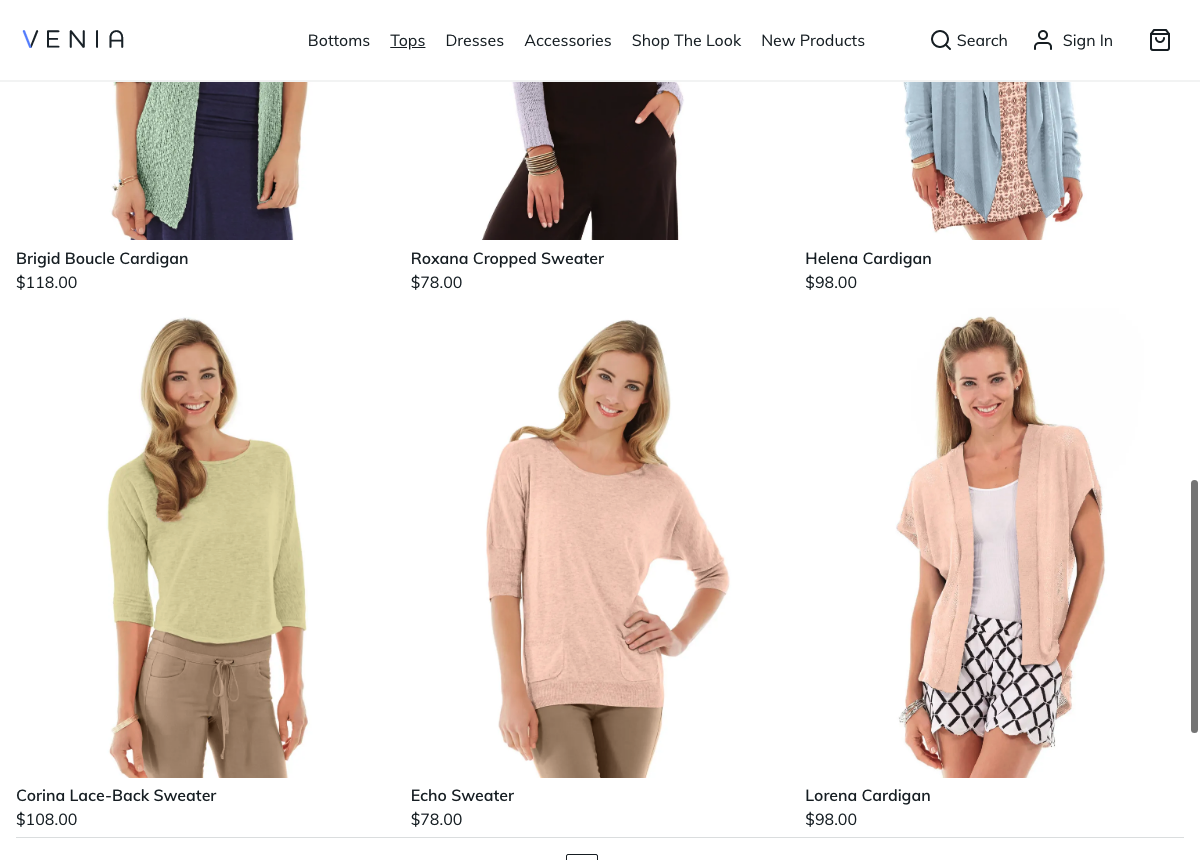 VENIA
Bottoms
Tops
Dresses
Accessories
Shop The Look
New Products
Search
Sign In
Brigid Boucle Cardigan
$118.00
Roxana Cropped Sweater
$78.00
Helena Cardigan
$98.00
Corina Lace-Back Sweater
$108.00
Echo Sweater
$78.00
Lorena Cardigan
$98.00